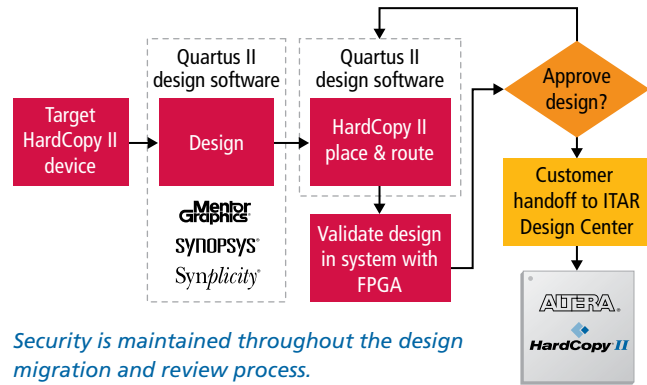 Quartus II
design software
Quartus II
design software
Target
HardCopy II
device
Design
HardCopy II
place & route
Approve
design?
Mentor
Graphics®
SYNOPSYS®
Synplicity®
Validate design
in system with
FPGA
Customer
handoff to ITAR
Design Center
ALTERA.
HardCopy II
Security is maintained throughout the design
migration and review process.